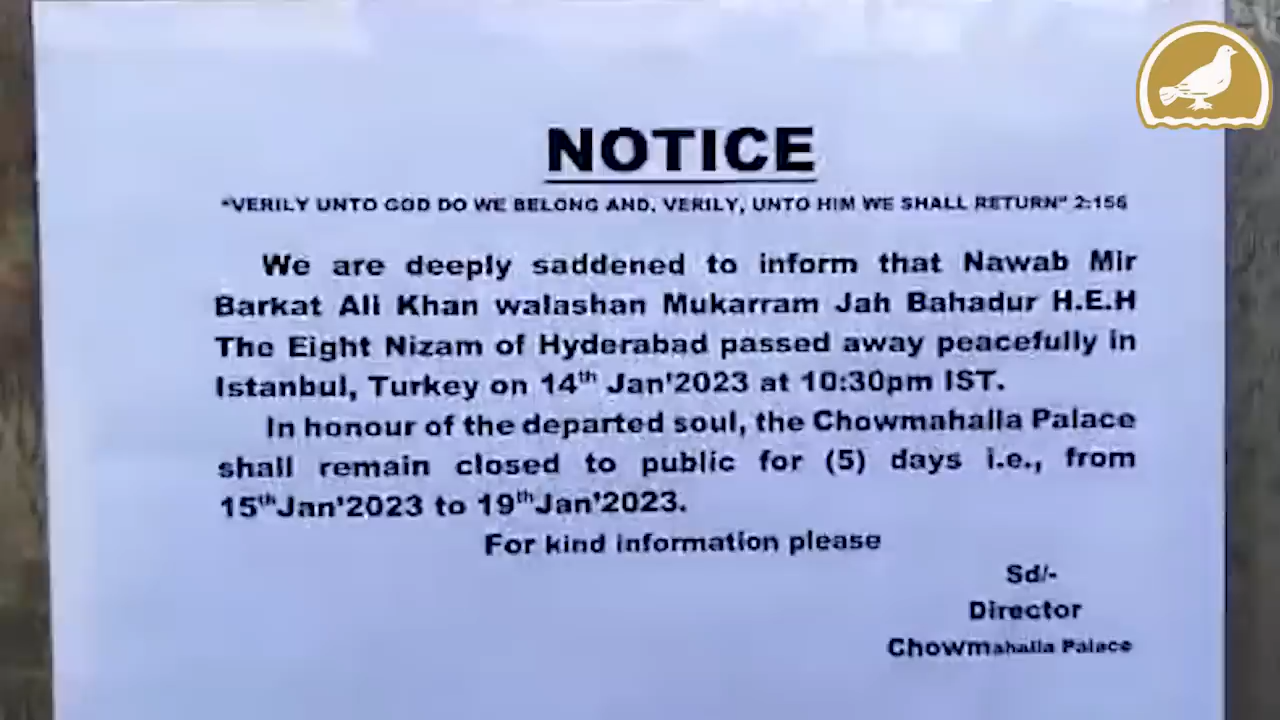 NOTICE
"VERILY UNTO GOD DO WE BELONG AND, VERILY, UNTO HIM WE SHALL RETURN" 2:156
We are deeply saddened to inform that Nawab Mir
Barkat Ali Khan walashan Mukarram Jah Bahadur H.E.H
The Eight Nizam of Hyderabad passed away peacefully in
Istanbul, Turkey on 14th Jan'2023 at 10:30pm IST.
In honour of the departed soul, the Chowmahalla Palace
shall remain closed to public for (5) days i.e., from
15thJan'2023 to 19thJan'2023.
For kind information please
Sd/-
Director
Chowmahalla Palace